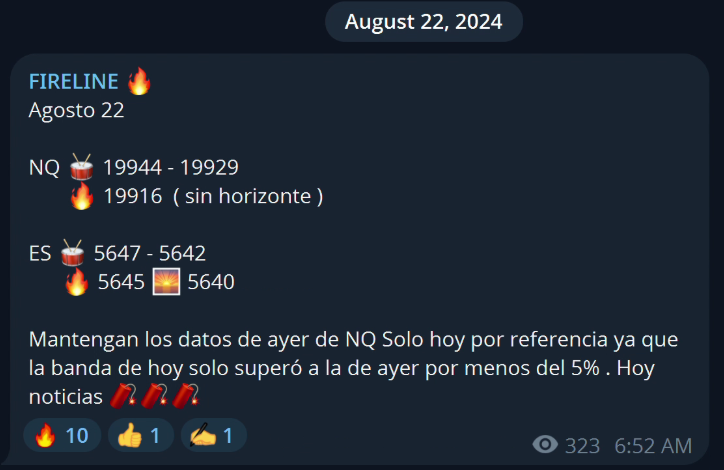 August 22, 2024
FIRELINE 🔥
Agosto 22
NQ 🥁 19944 - 19929
🔥 19916 ( sin horizonte )
ES 🥁 5647 - 5642
🔥 5645 🌅 5640
Mantengan los datos de ayer de NQ Solo hoy por referencia ya que
la banda de hoy solo superó a la de ayer por menos del 5% . Hoy
noticias 🧨🧨🧨
🔥 10 👍 1 ✍️ 1
323 6:52 AM